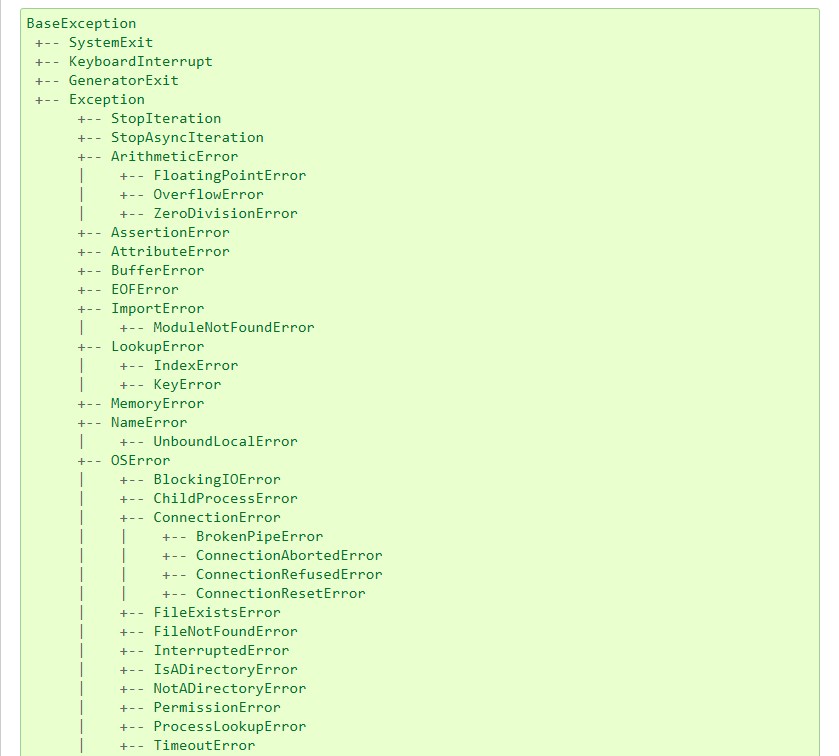 BaseException
 +-- SystemExit
 +-- KeyboardInterrupt
 +-- GeneratorExit
 +-- Exception
      +-- StopIteration
      +-- StopAsyncIteration
      +-- ArithmeticError
      |    +-- FloatingPointError
      |    +-- OverflowError
      |    +-- ZeroDivisionError
      +-- AssertionError
      +-- AttributeError
      +-- BufferError
      +-- EOFError
      +-- ImportError
      |    +-- ModuleNotFoundError
      +-- LookupError
      |    +-- IndexError
      |    +-- KeyError
      +-- MemoryError
      +-- NameError
      |    +-- UnboundLocalError
      +-- OSError
      |    +-- BlockingIOError
      |    +-- ChildProcessError
      |    +-- ConnectionError
      |    |    +-- BrokenPipeError
      |    |    +-- ConnectionAbortedError
      |    |    +-- ConnectionRefusedError
      |    |    +-- ConnectionResetError
      |    +-- FileExistsError
      |    +-- FileNotFoundError
      |    +-- InterruptedError
      |    +-- IsADirectoryError
      |    +-- NotADirectoryError
      |    +-- PermissionError
      |    +-- ProcessLookupError
      |    +-- TimeoutError